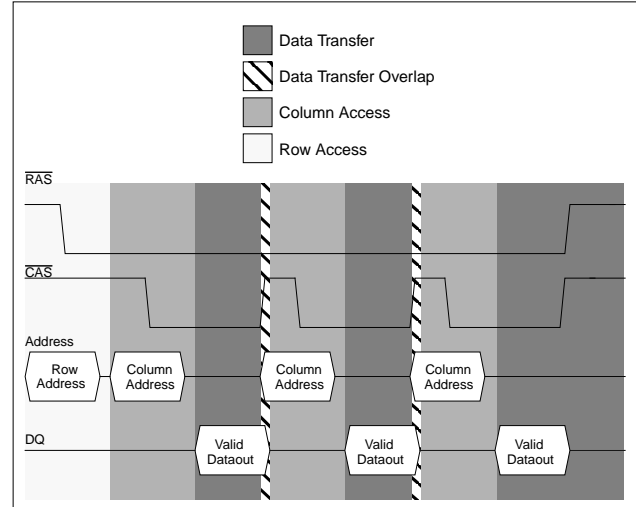 Data Transfer
Data Transfer Overlap
Column Access
Row Access
RAS
CAS
Address
Row
Address
Column
Address
Column
Address
Column
Address
DQ
Valid
Dataout
Valid
Dataout
Valid
Dataout